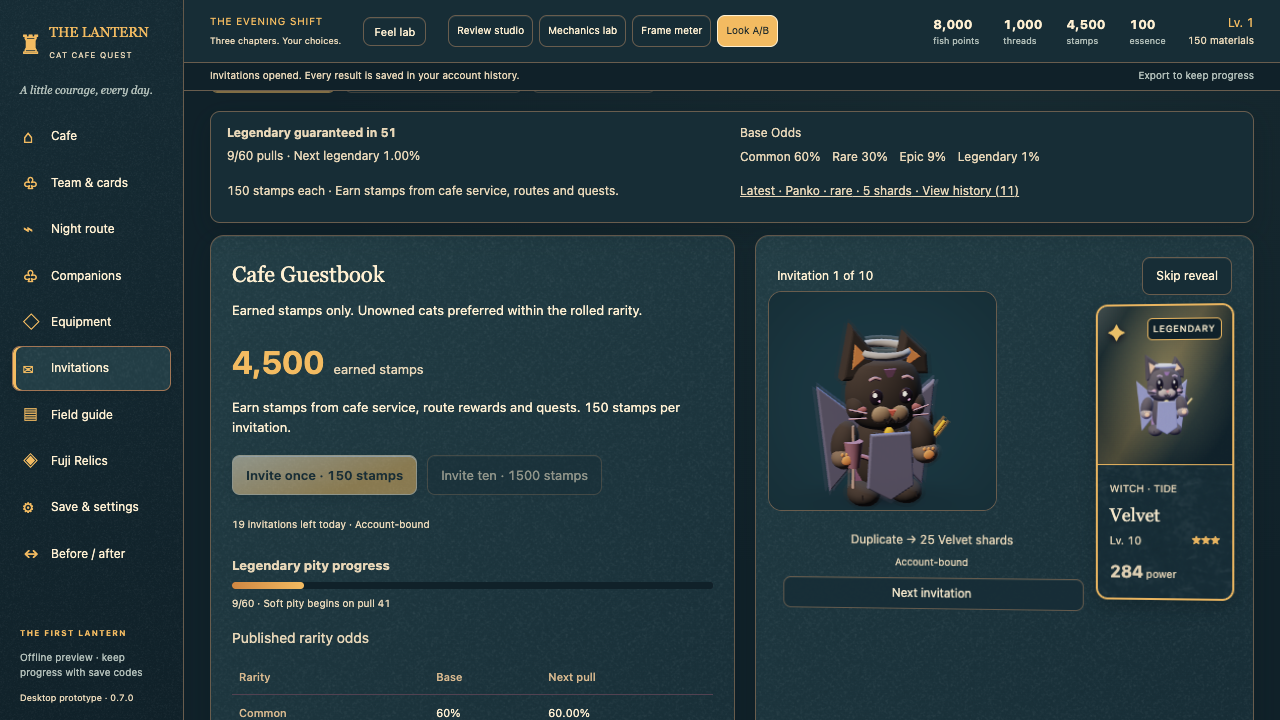 THE LANTERN
CAT CAFE QUEST
A little courage, every day.
Cafe
Team & cards
Night route
Companions
Equipment
Invitations
Field guide
Fuji Relics
Save & settings
Before / after
THE FIRST LANTERN
Offline preview · keep
progress with save codes
Desktop prototype · 0.7.0
THE EVENING SHIFT
Three chapters. Your choices.
Feel lab
Review studio
Mechanics lab
Frame meter
Look A/B
8,000
fish points
1,000
threads
4,500
stamps
100
essence
Lv. 1
150 materials
Invitations opened. Every result is saved in your account history.
Export to keep progress
Legendary guaranteed in 51
9/60 pulls · Next legendary 1.00%
150 stamps each · Earn stamps from cafe service, routes and quests.
Base Odds
Common 60% Rare 30% Epic 9% Legendary 1%
Latest · Panko · rare · 5 shards · View history (11)
Cafe Guestbook
Earned stamps only. Unowned cats preferred within the rolled rarity.
4,500 earned stamps
Earn stamps from cafe service, route rewards and quests. 150 stamps per
invitation.
Invite once · 150 stamps
Invite ten · 1500 stamps
19 invitations left today · Account-bound
Legendary pity progress
9/60 · Soft pity begins on pull 41
Published rarity odds
Rarity Base Next pull
Common 60% 60.00%
Invitation 1 of 10
Skip reveal
LEGENDARY
WITCH · TIDE
Velvet
Lv. 10
284 power
Duplicate → 25 Velvet shards
Account-bound
Next invitation